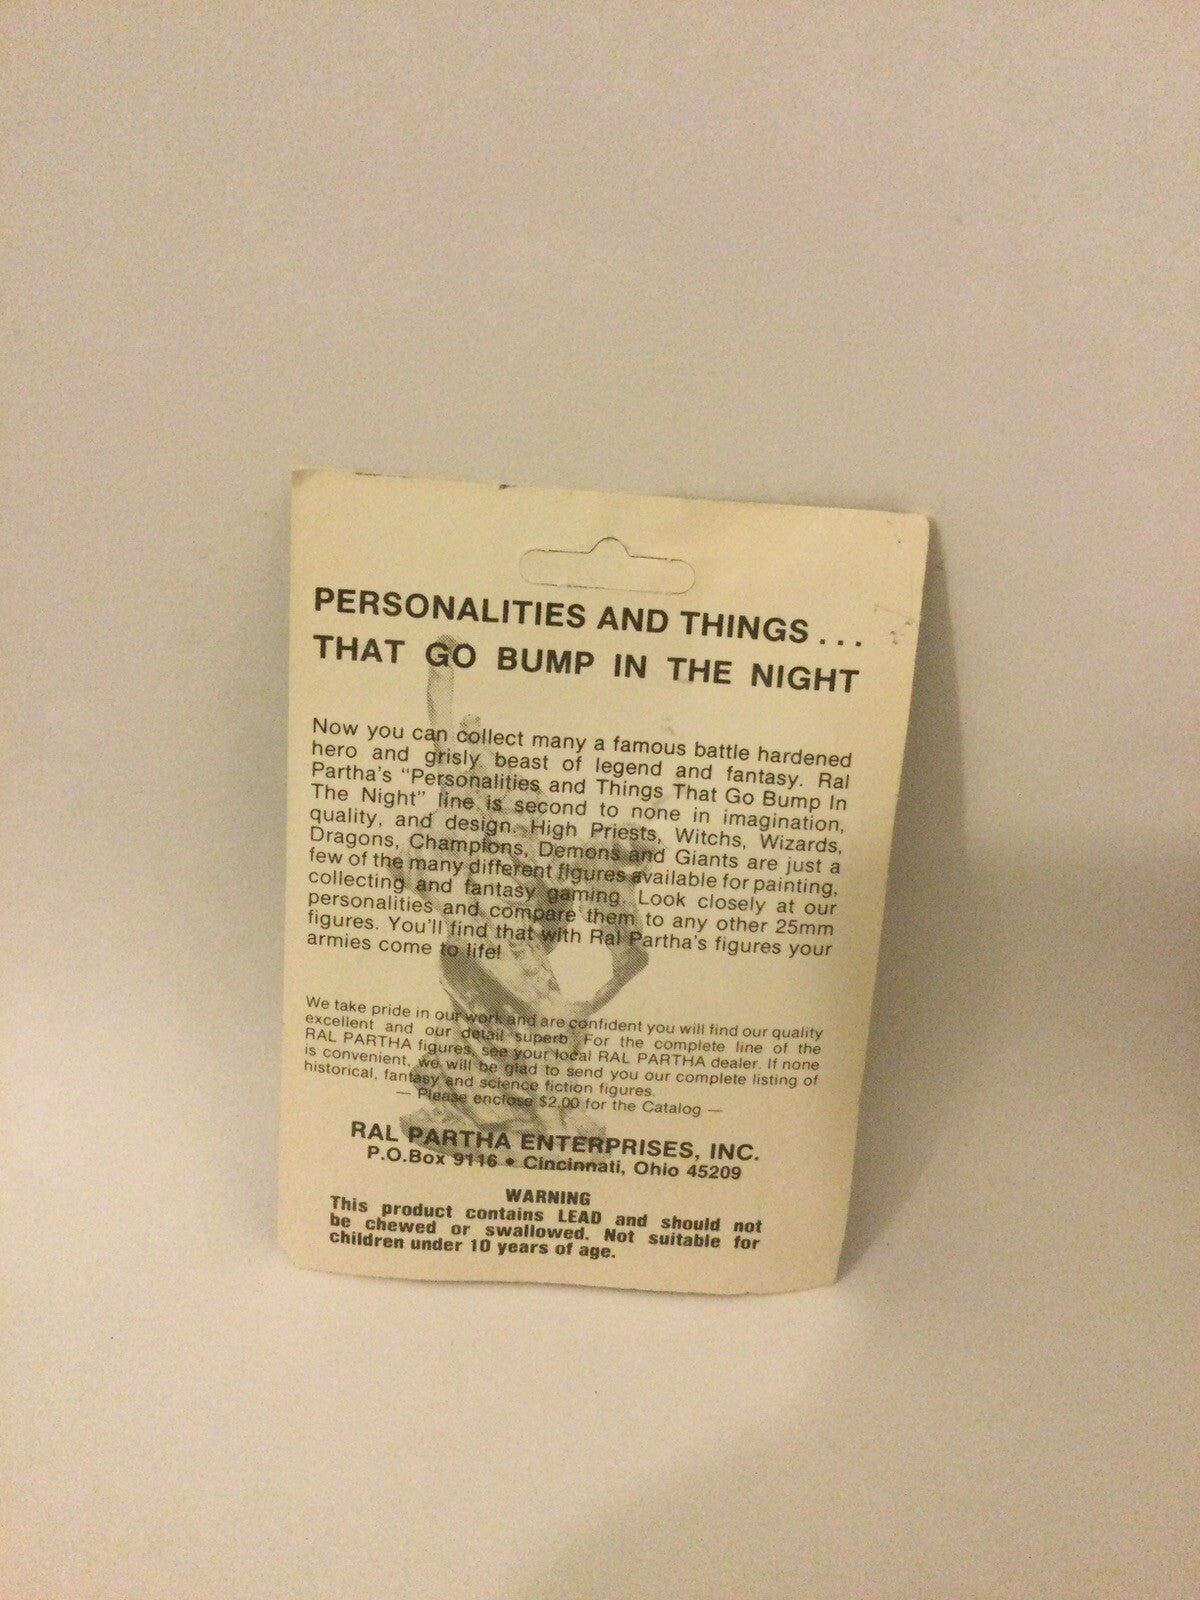 PERSONALITIES AND THINGS . . .
THAT GO BUMP IN THE NIGHT
Now you can collect many a famous battle hardened
hero and grisly beast of legend and fantasy. Ral
Partha's "Personalities and Things That Go Bump In
The Night" line is second to none in imagination,
quality, and design. High Priests, Witchs, Wizards,
Dragons, Champions, Demons and Giants are just a
few of the many different figures available for painting,
collecting and fantasy gaming. Look closely at our
personalities and compare them to any other 25mm
figures. You'll find that with Ral Partha's figures your
armies come to life!
We take pride in our work and are confident you will find our quality
excellent and our detail superb. For the complete line of the
RAL PARTHA figures, see your local RAL PARTHA dealer. If none
is convenient, we will be glad to send you our complete listing of
historical, fantasy and science fiction figures.
— Please enclose $2.00 for the Catalog —
RAL PARTHA ENTERPRISES, INC.
P.O.Box 9116 • Cincinnati, Ohio 45209
WARNING
This product contains LEAD and should not
be chewed or swallowed. Not suitable for
children under 10 years of age.